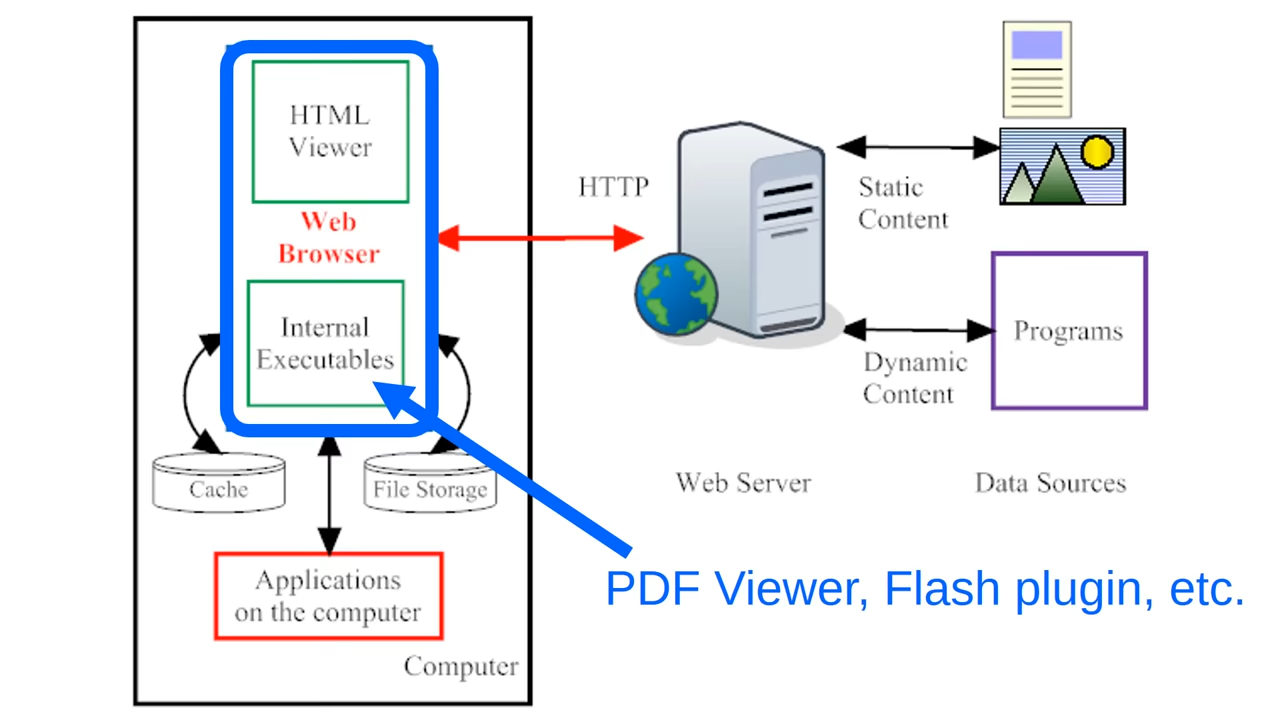 HTML
Viewer
Web
Browser
Internal
Executables
Cache
File Storage
Applications
on the computer
Computer
HTTP
Static
Content
Dynamic
Content
Programs
Web Server
Data Sources
PDF Viewer, Flash plugin, etc.